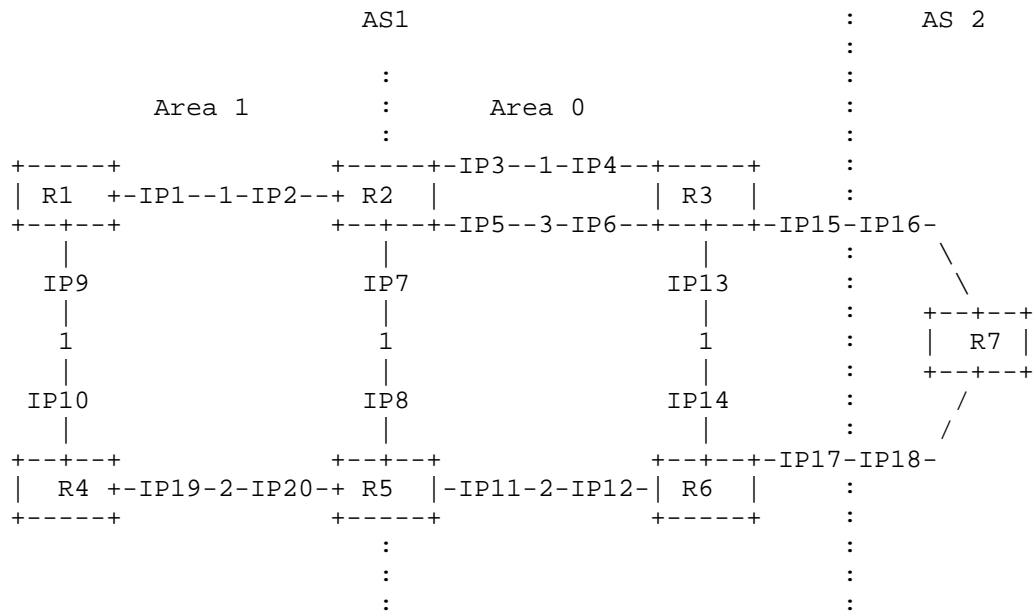 AS1                                       :      AS 2
                                                                       :
                               :                                       :
            Area 1             :        Area 0                         :
                               :                                       :
+-----+                    +-----+-IP3--1-IP4--+-----+       :
| R1  +-IP1--1-IP2--+ R2  |                   | R3  |       :
+--+--+                    +--+--+-IP5--3-IP6--+--+--+-IP15-IP16-
   |                          |                   |         :        \
  IP9                        IP7                 IP13       :         \
   |                          |                   |         :       +--+--+
   1                          1                   1         :       |  R7 |
   |                          |                   |         :       +--+--+
 IP10                        IP8                 IP14       :         /
   |                          |                   |         :        /
+--+--+                    +--+--+             +--+--+-IP17-IP18-
|  R4 +-IP19-2-IP20-+ R5  |-IP11-2-IP12-| R6  |       :
+-----+                    +-----+             +-----+       :
                               :                                       :
                               :                                       :
                               :                                       :